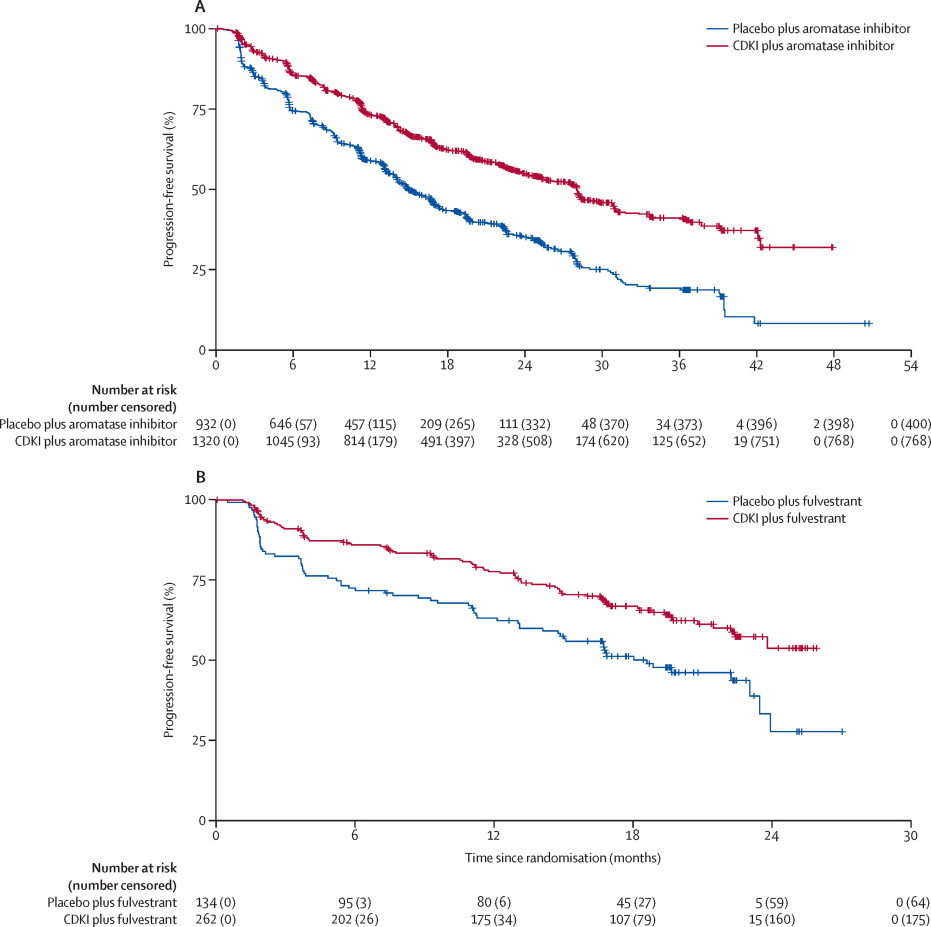 A
100
75
50
25
0
Progression-free survival (%)
Placebo plus aromatase inhibitor
CDKI plus aromatase inhibitor
0 6 12 18 24 30 36 42 48 54
Number at risk
(number censored)
Placebo plus aromatase inhibitor 932 (0) 646 (57) 457 (115) 209 (265) 111 (332) 48 (370) 34 (373) 4 (396) 2 (398) 0 (400)
CDKI plus aromatase inhibitor 1320 (0) 1045 (93) 814 (179) 491 (397) 328 (508) 174 (620) 125 (652) 19 (751) 0 (768) 0 (768)
B
100
75
50
25
0
Progression-free survival (%)
Placebo plus fulvestrant
CDKI plus fulvestrant
0 6 12 18 24 30
Time since randomisation (months)
Number at risk
(number censored)
Placebo plus fulvestrant 134 (0) 95 (3) 80 (6) 45 (27) 5 (59) 0 (64)
CDKI plus fulvestrant 262 (0) 202 (26) 175 (34) 107 (79) 15 (160) 0 (175)